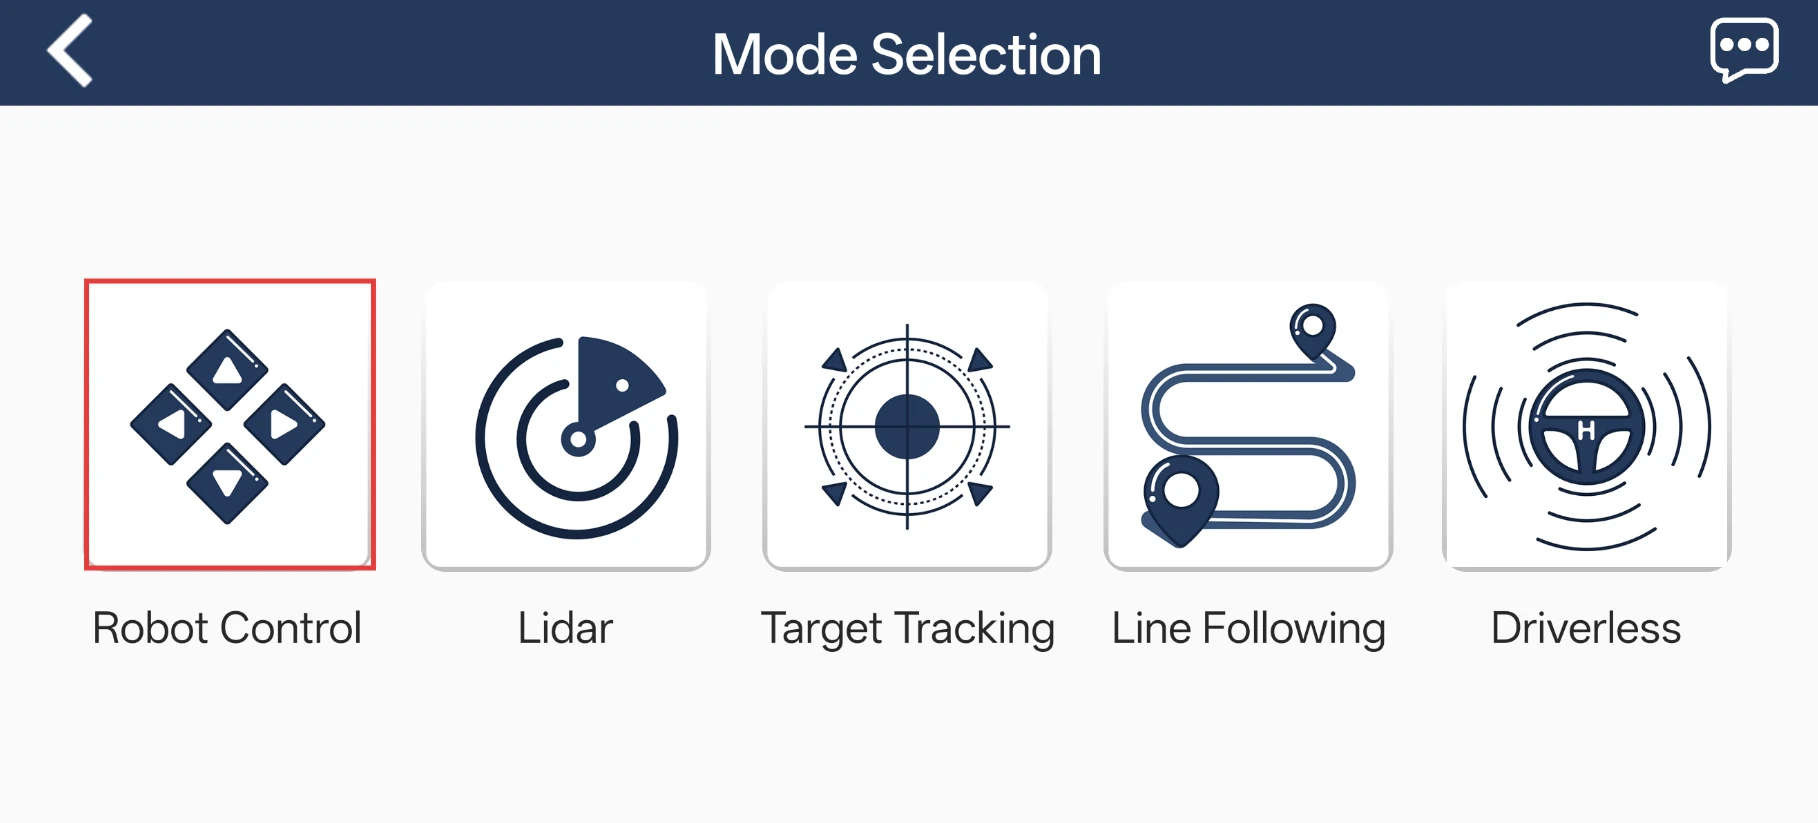 Mode Selection
H
Robot Control
Lidar
Target Tracking
Line Following
Driverless